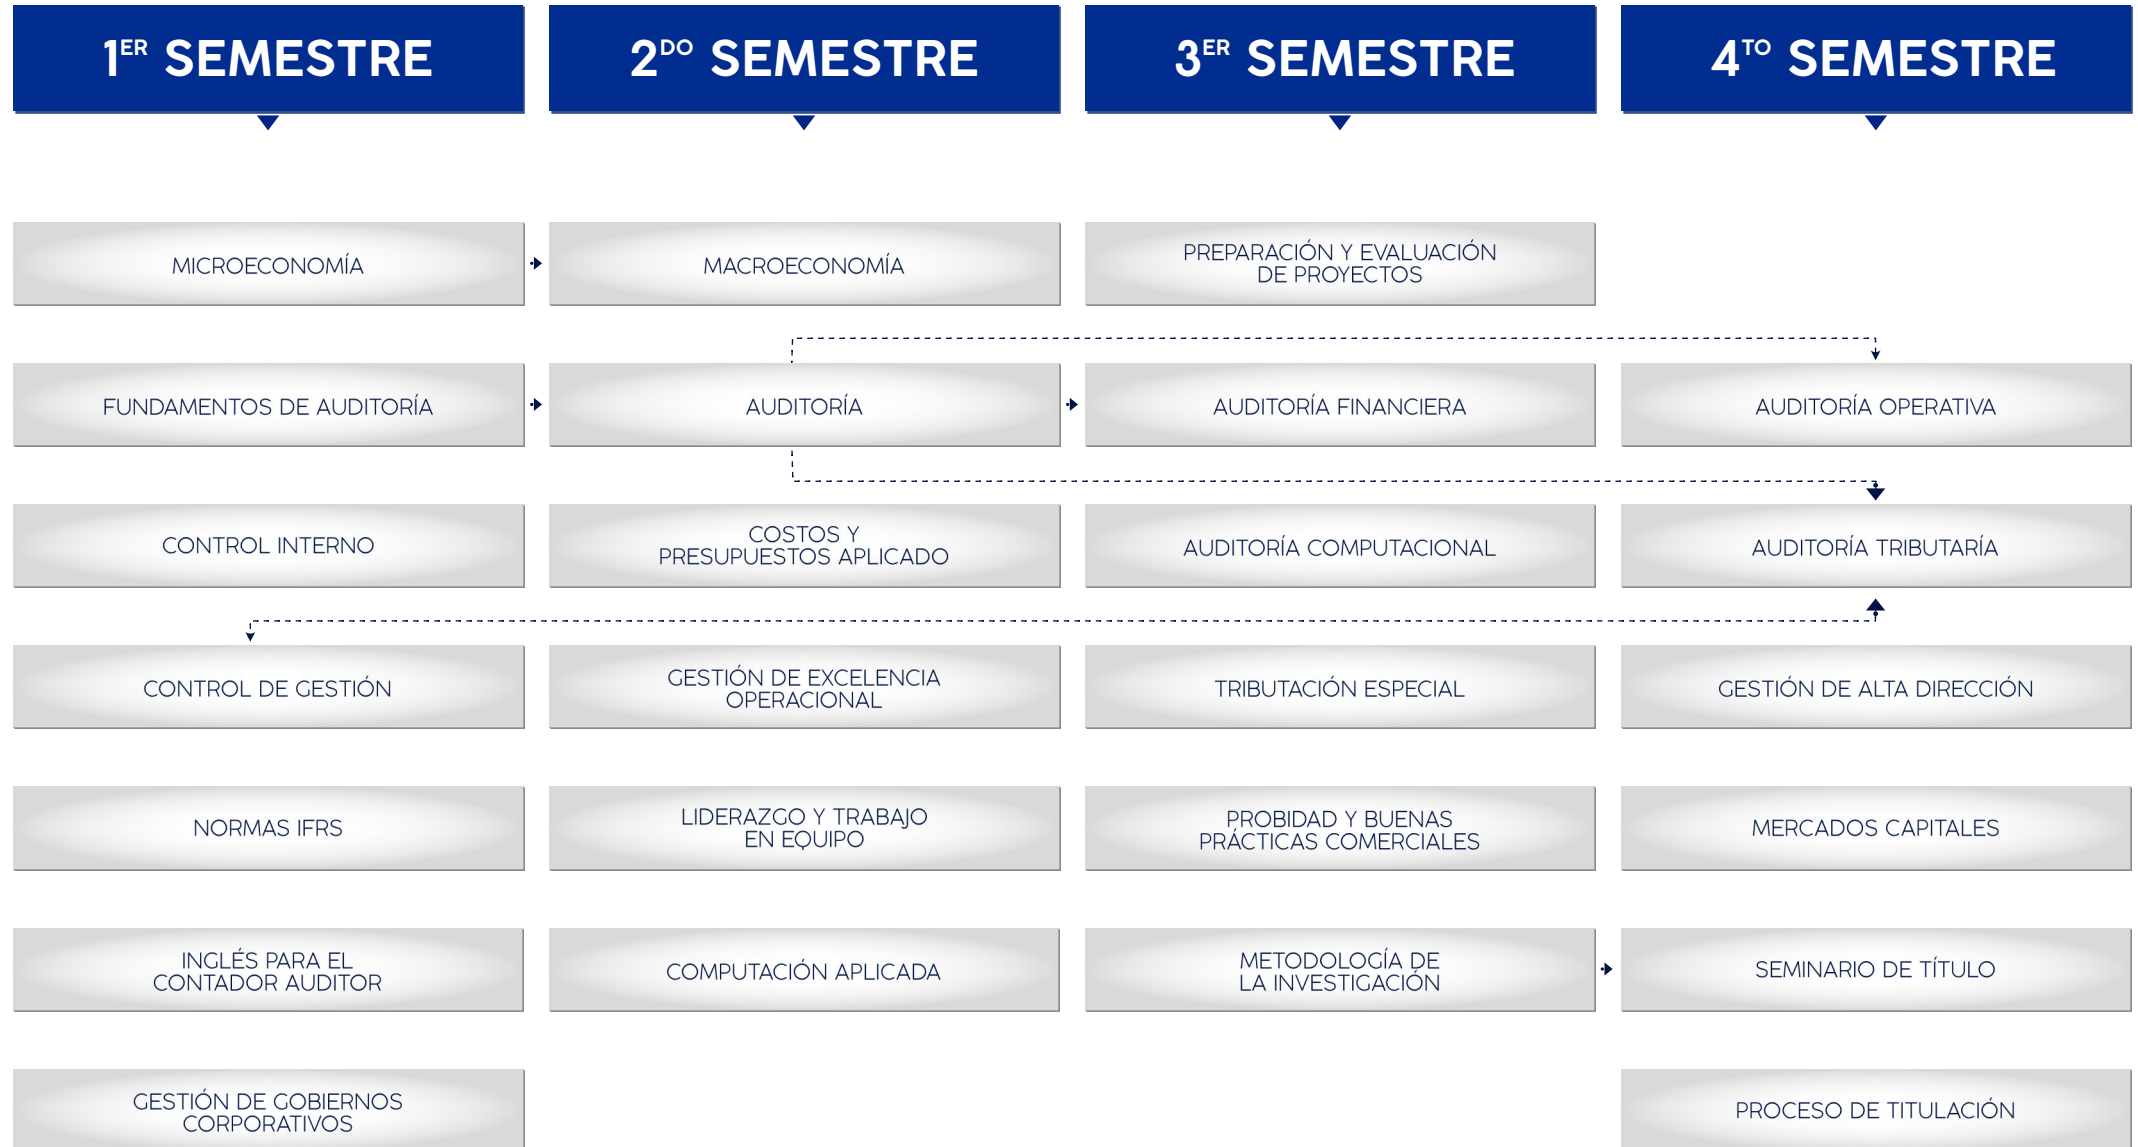 1ER SEMESTRE
2DO SEMESTRE
3ER SEMESTRE
4TO SEMESTRE
MICROECONOMÍA
MACROECONOMÍA
PREPARACIÓN Y EVALUACIÓN
DE PROYECTOS
FUNDAMENTOS DE AUDITORÍA
AUDITORÍA
AUDITORÍA FINANCIERA
AUDITORÍA OPERATIVA
CONTROL INTERNO
COSTOS Y
PRESUPUESTOS APLICADO
AUDITORÍA COMPUTACIONAL
AUDITORÍA TRIBUTARÍA
CONTROL DE GESTIÓN
GESTIÓN DE EXCELENCIA
OPERACIONAL
TRIBUTACIÓN ESPECIAL
GESTIÓN DE ALTA DIRECCIÓN
NORMAS IFRS
LIDERAZGO Y TRABAJO
EN EQUIPO
PROBIDAD Y BUENAS
PRÁCTICAS COMERCIALES
MERCADOS CAPITALES
INGLÉS PARA EL
CONTADOR AUDITOR
COMPUTACIÓN APLICADA
METODOLOGÍA DE
LA INVESTIGACIÓN
SEMINARIO DE TÍTULO
GESTIÓN DE GOBIERNOS
CORPORATIVOS
PROCESO DE TITULACIÓN